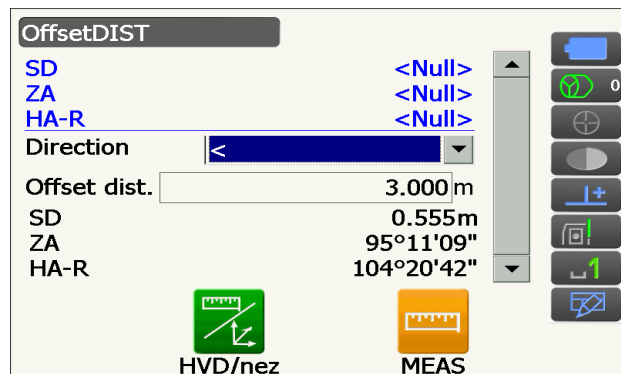 OffsetDIST
SD <Null>
ZA <Null>
HA-R <Null>
Direction <
Offset dist. 3.000 m
SD 0.555m
ZA 95°11'09"
HA-R 104°20'42"
HVD/nez MEAS
0
1